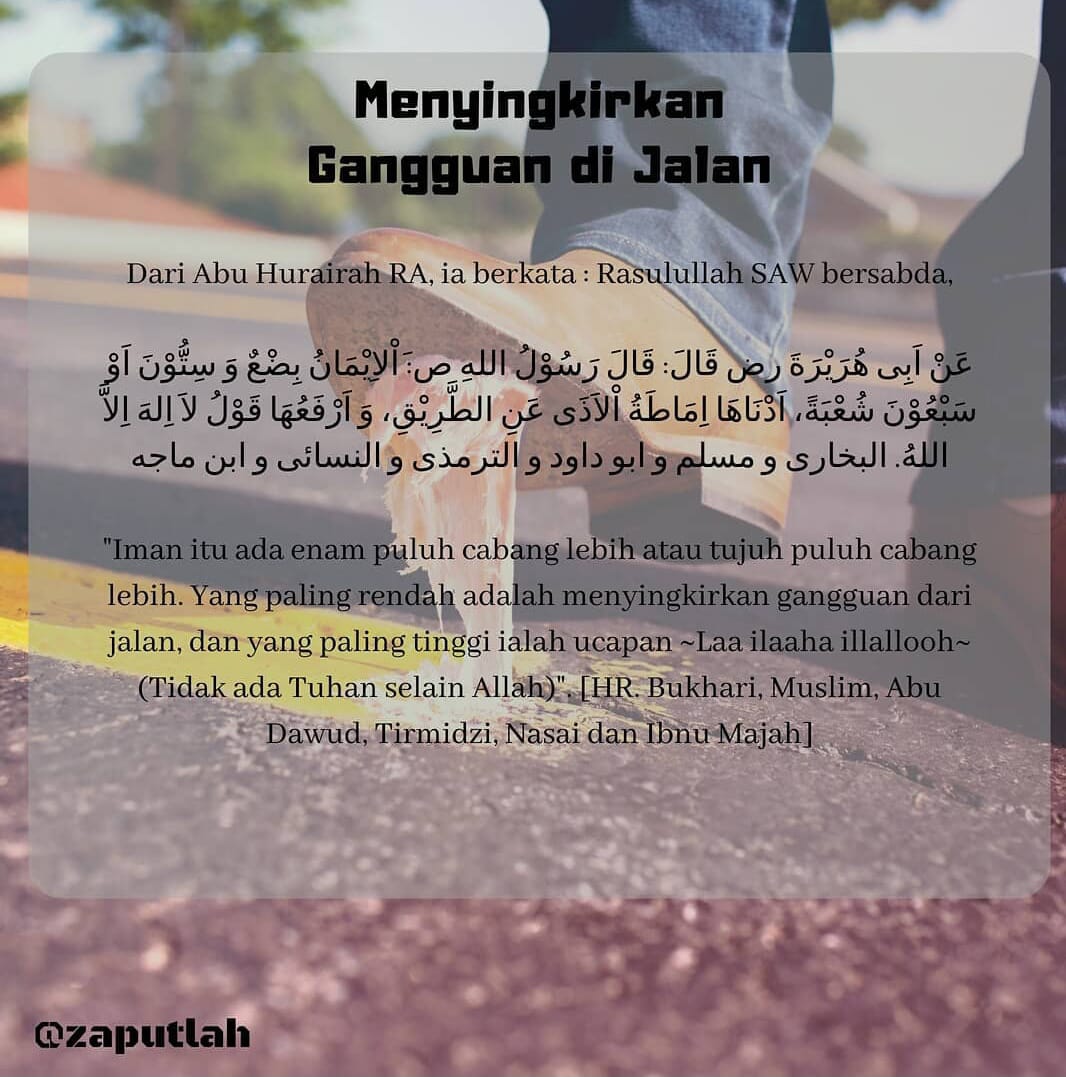 Menyingkirkan
Gangguan di Jalan
Dari Abu Hurairah RA, ia berkata : Rasulullah SAW bersabda,
عَنْ اَبِى هُرَيْرَةَ رض قَالَ: قَالَ رَسُوْلُ اللهِ ص: َاْلاِيْمَانُ بِضْعٌ وَ سِتُّوْنَ اَوْ
سَبْعُوْنَ شُعْبَةً، اَدْنَاهَا اِمَاطَةُ اْلاَذَى عَنِ الطَّرِيْقِ، وَ اَرْفَعُهَا قَوْلُ لاَ اِلهَ اِلاَّ
اللهُ. البخارى و مسلم و ابو داود و الترمذى و النسائى و ابن ماجه
"Iman itu ada enam puluh cabang lebih atau tujuh puluh cabang
lebih. Yang paling rendah adalah menyingkirkan gangguan dari
jalan, dan yang paling tinggi ialah ucapan ~Laa ilaaha illallooh~
(Tidak ada Tuhan selain Allah)". [HR. Bukhari, Muslim, Abu
Dawud, Tirmidzi, Nasai dan Ibnu Majah]
@zaputlah